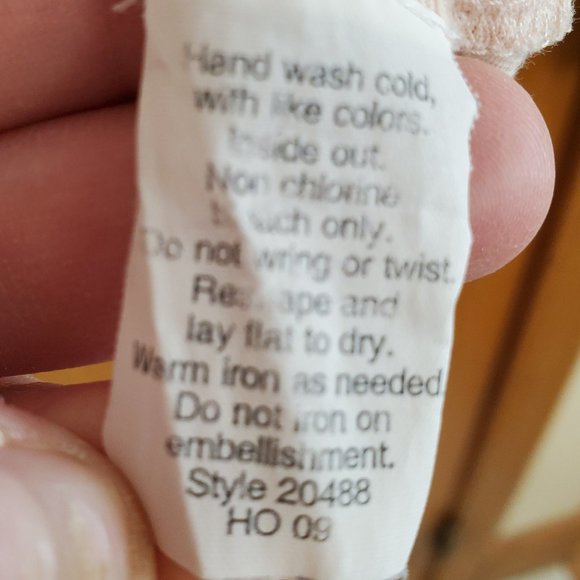 Hand wash cold,
with like colors.
Inside out.
Non chlorine
bleach only.
Do not wring or twist.
Reshape and
lay flat to dry.
Warm iron as needed
Do not iron on
embellishment.
Style 20488
HO 09